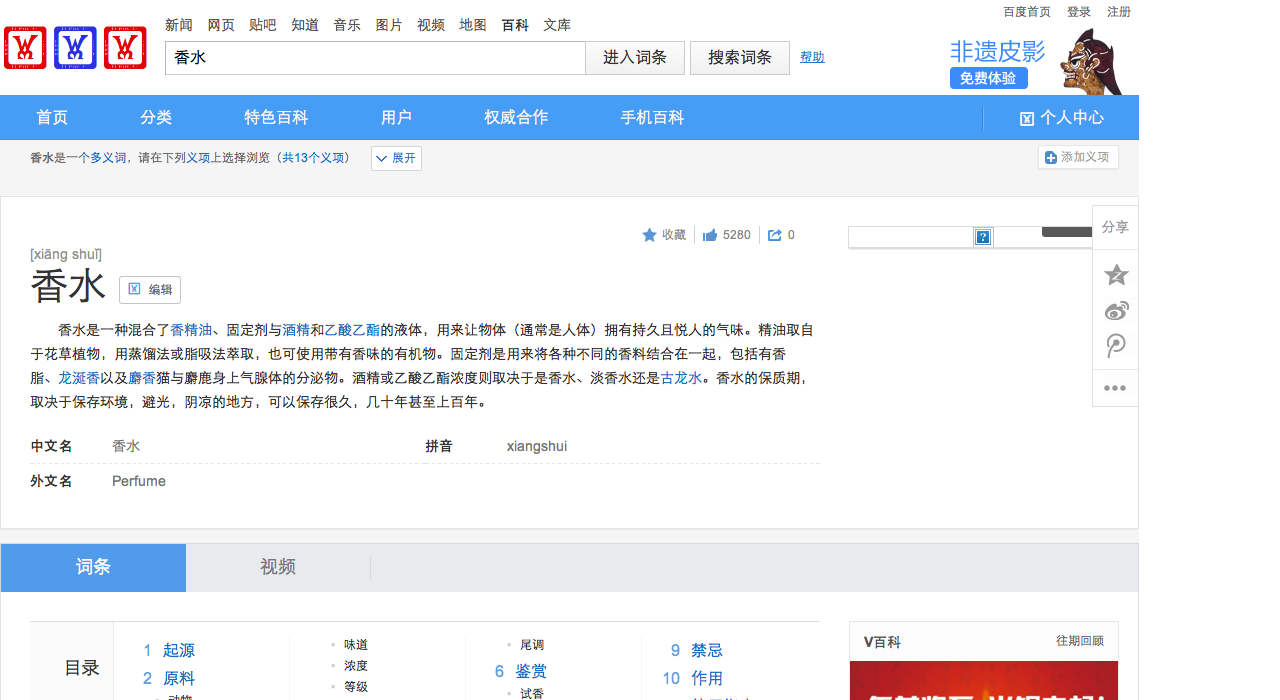 百度首页 登录 注册
新闻 网页 贴吧 知道 音乐 图片 视频 地图 百科 文库
香水 进入词条 搜索词条 帮助
非遗皮影
免费体验
首页 分类 特色百科 用户 权威合作 手机百科 个人中心
香水是一个多义词，请在下列义项上选择浏览（共13个义项） 展开 添加义项
收藏 5280 0
分享
[xiāng shuǐ]
香水 编辑
香水是一种混合了香精油、固定剂与酒精和乙酸乙酯的液体，用来让物体（通常是人体）拥有持久且悦人的气味。精油取自
于花草植物，用蒸馏法或脂吸法萃取，也可使用带有香味的有机物。固定剂是用来将各种不同的香料结合在一起，包括有香
脂、龙涎香以及麝香猫与麝鹿身上气腺体的分泌物。酒精或乙酸乙酯浓度则取决于是香水、淡香水还是古龙水。香水的保质期，
取决于保存环境，避光，阴凉的地方，可以保存很久，几十年甚至上百年。
中文名 香水 拼音 xiangshui
外文名 Perfume
词条 视频
目录
1 起源
2 原料
动物
味道
浓度
等级
尾调
6 鉴赏
试香
9 禁忌
10 作用
V百科 往期回顾